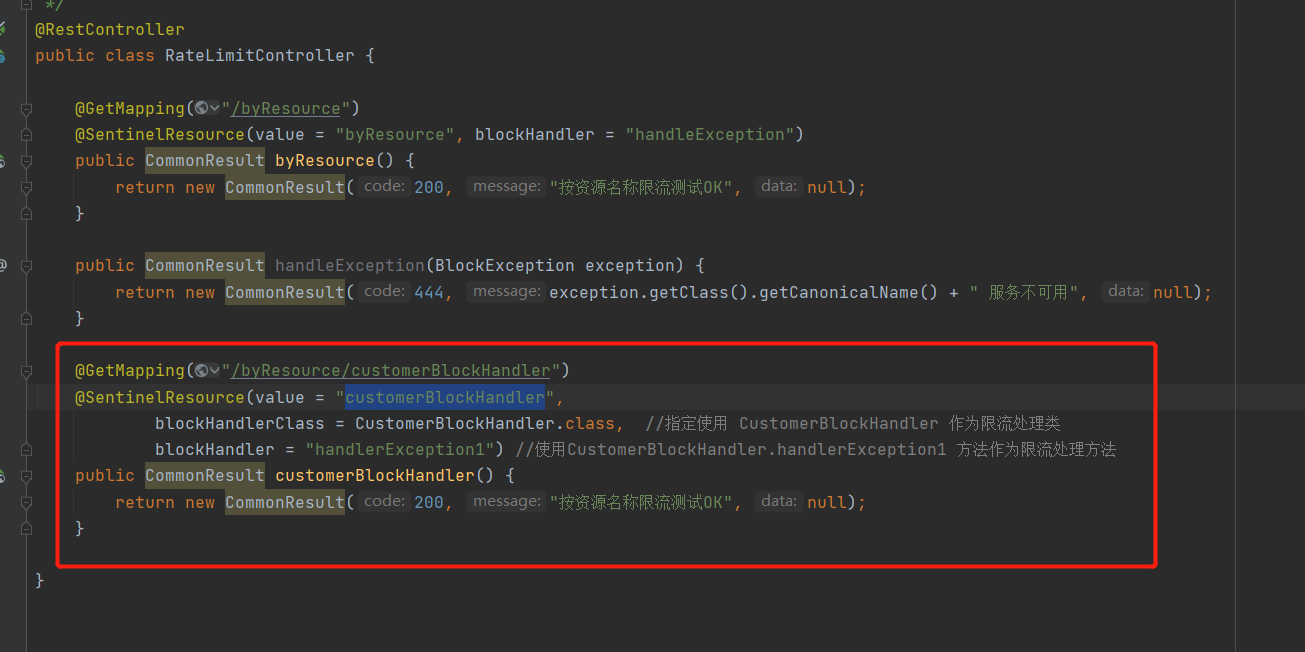 */
@RestController
public class RateLimitController {
@GetMapping("/byResource")
@SentinelResource(value = "byResource", blockHandler = "handleException")
public CommonResult byResource() {
return new CommonResult( code: 200, message: "按资源名称限流测试OK", data: null);
}
public CommonResult handleException(BlockException exception) {
return new CommonResult( code: 444, message: exception.getClass().getCanonicalName() + " 服务不可用", data: null);
}
@GetMapping("/byResource/customerBlockHandler")
@SentinelResource(value = "customerBlockHandler",
blockHandlerClass = CustomerBlockHandler.class, //指定使用 CustomerBlockHandler 作为限流处理类
blockHandler = "handlerException1") //使用CustomerBlockHandler.handlerException1 方法作为限流处理方法
public CommonResult customerBlockHandler() {
return new CommonResult( code: 200, message: "按资源名称限流测试OK", data: null);
}
}